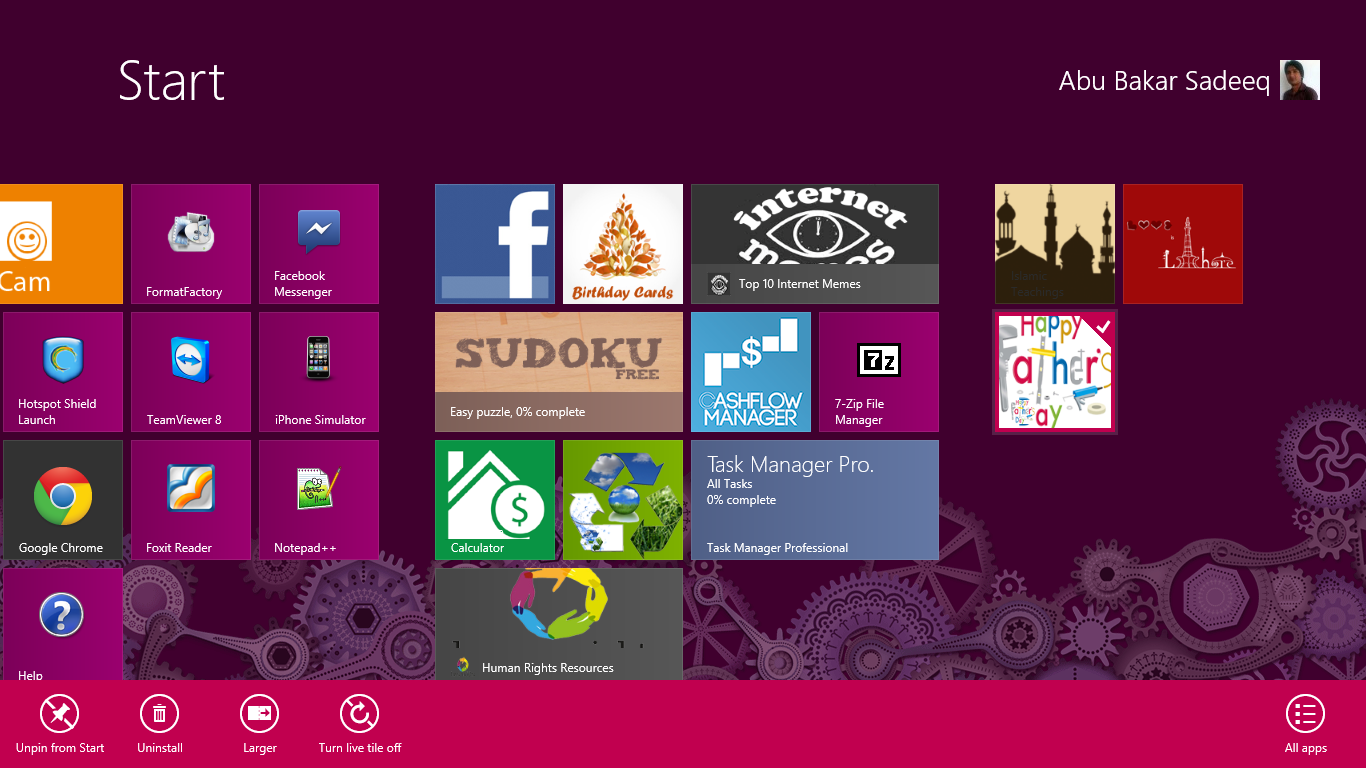 Start
Abu Bakar Sadeeq
Cam
FormatFactory
Facebook
Messenger
Birthday Cards
internet
memes
Top 10 Internet Memes
Islamic
Teachings
LOVE
Lahore
Hotspot Shield
Launch
TeamViewer 8
iPhone Simulator
SUDOKU
FREE
Easy puzzle, 0% complete
CASHFLOW
MANAGER
7z
7-Zip File
Manager
Happy
Father's
Day
Google Chrome
Foxit Reader
Notepad++
Calculator
Task Manager Pro.
All Tasks
0% complete
Task Manager Professional
Help
Human Rights Resources
Unpin from Start
Uninstall
Larger
Turn live tile off
All apps